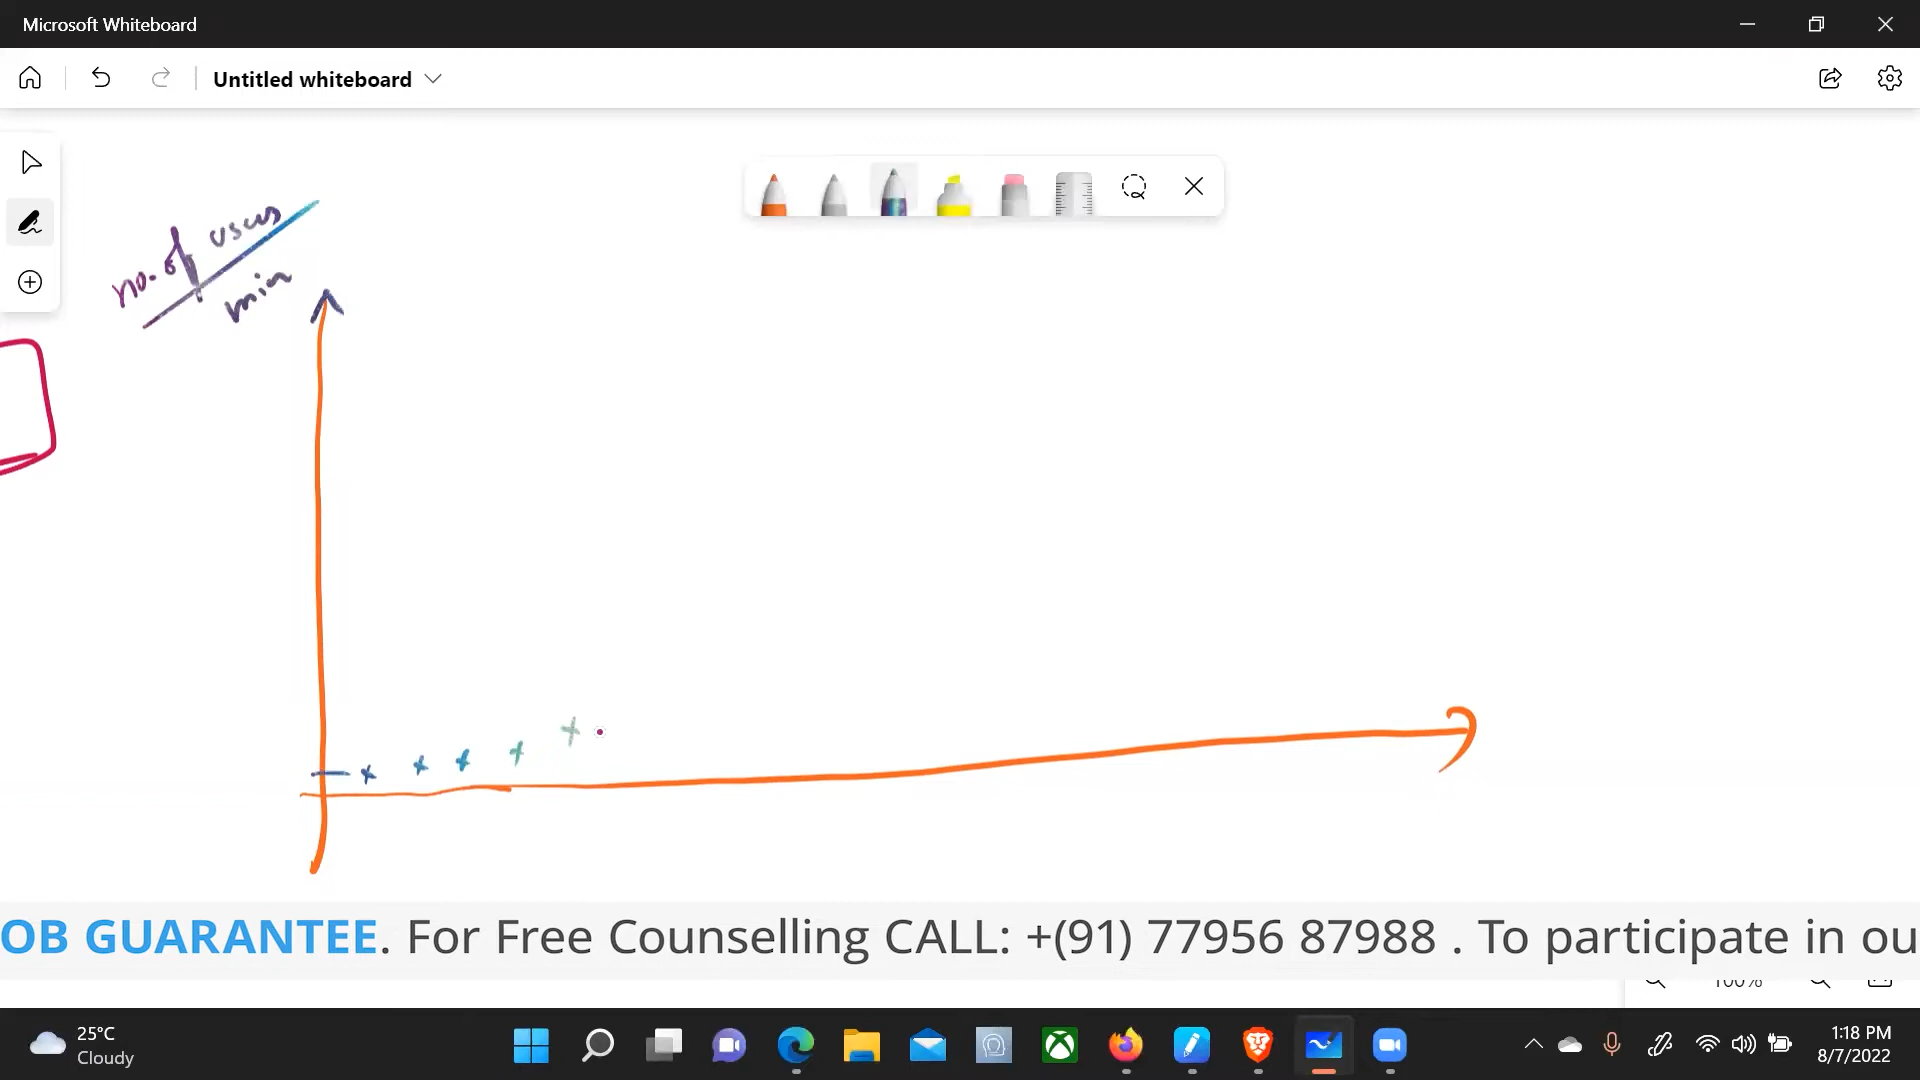 Microsoft Whiteboard
Untitled whiteboard
no. of users
min
OB GUARANTEE. For Free Counselling CALL: +(91) 77956 87988 . To participate in ou
100%
25°C
Cloudy
1:18 PM
8/7/2022